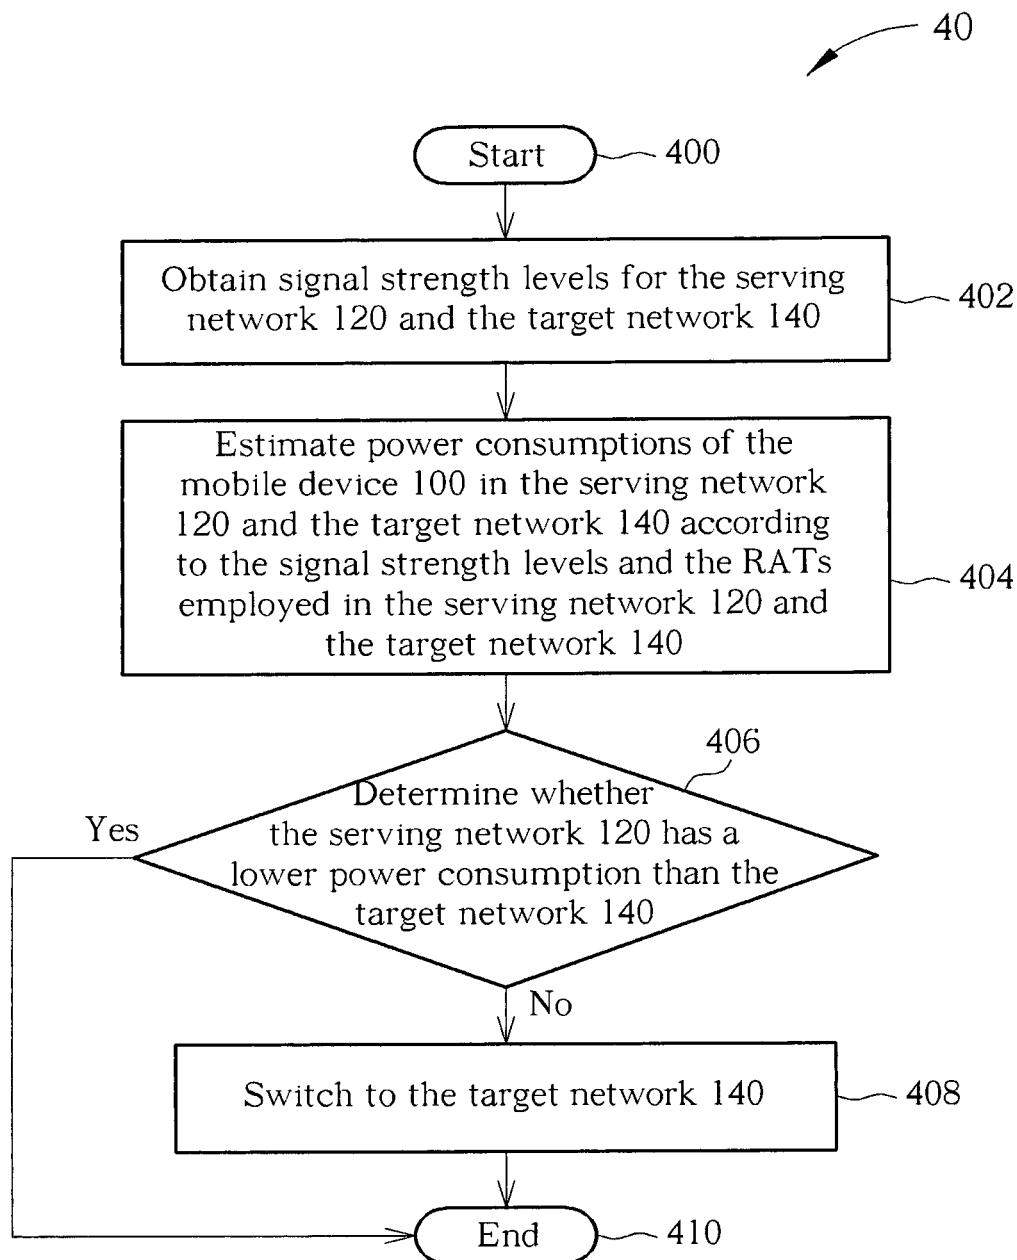 40
Start
400
Obtain signal strength levels for the serving
network 120 and the target network 140
402
Estimate power consumptions of the
mobile device 100 in the serving network
120 and the target network 140 according
to the signal strength levels and the RATs
employed in the serving network 120 and
the target network 140
404
406
Determine whether
the serving network 120 has a
lower power consumption than the
target network 140
Yes
No
Switch to the target network 140
408
End
410